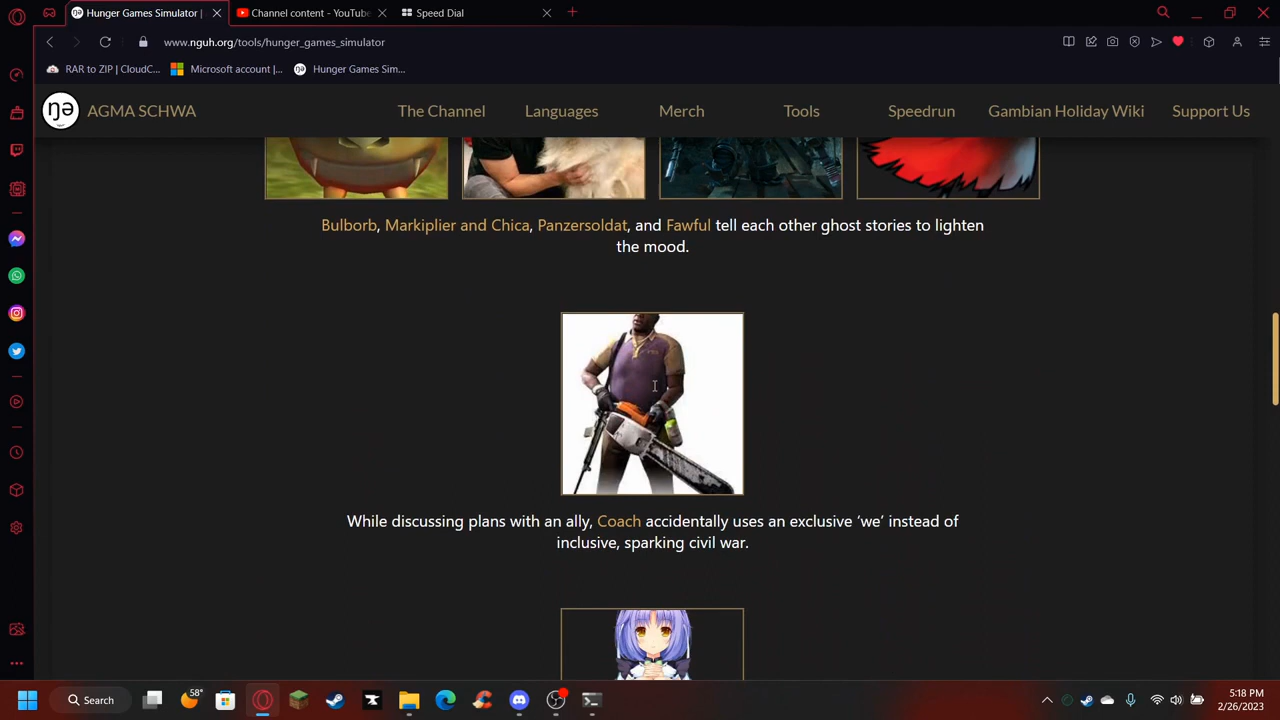 Hunger Games Simulator |
Channel content - YouTube
Speed Dial
www.nguh.org/tools/hunger_games_simulator
RAR to ZIP | CloudC...
Microsoft account |...
Hunger Games Sim...
ŋə
AGMA SCHWA
The Channel
Languages
Merch
Tools
Speedrun
Gambian Holiday Wiki
Support Us
Bulborb, Markiplier and Chica, Panzersoldat, and Fawful tell each other ghost stories to lighten
the mood.
While discussing plans with an ally, Coach accidentally uses an exclusive ‘we’ instead of
inclusive, sparking civil war.
58°
Search
5:18 PM
2/26/2023